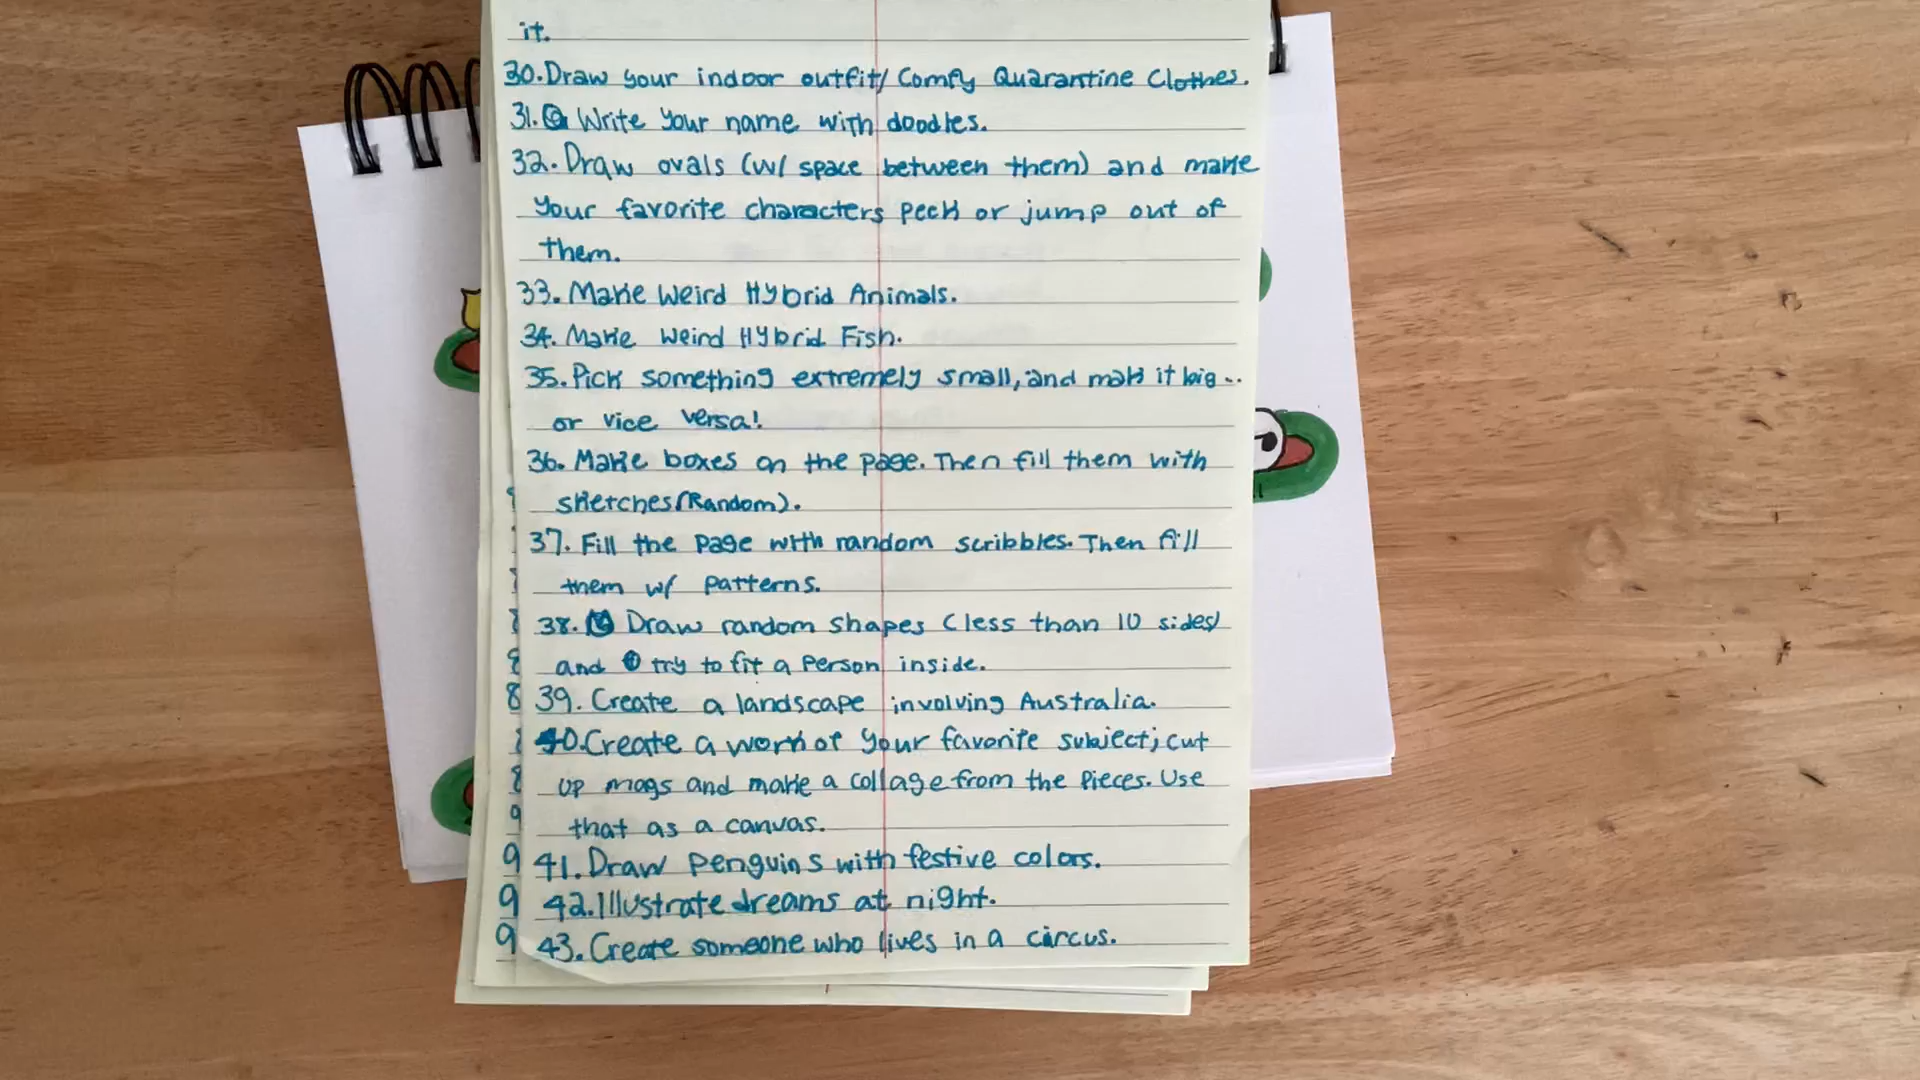 it.
30. Draw your indoor outfit/ Comfy Quarantine Clothes.
31. Write your name with doodles.
32. Draw ovals (w/ space between them) and make
your favorite characters peek or jump out of
them.
33. Make Weird Hybrid Animals.
34. Make Weird Hybrid Fish.
35. Pick something extremely small, and mak it big..
or vice versa!
36. Make boxes on the page. Then fill them with
sketches (Random).
37. Fill the page with random scribbles. Then fill
them w/ patterns.
38. Draw random shapes (less than 10 sides)
and try to fit a person inside.
39. Create a landscape involving Australia.
40. Create a work of your favorite subject; cut
up mags and make a collage from the pieces. Use
that as a canvas.
41. Draw penguins with festive colors.
42. Illustrate dreams at night.
43. Create someone who lives in a circus.